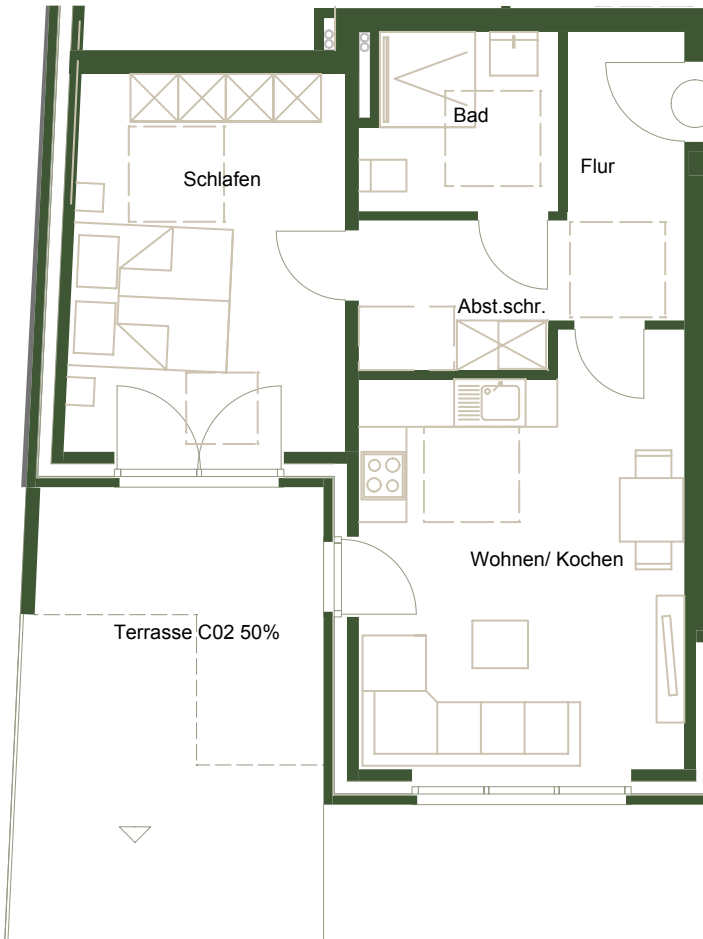 Bad
Flur
Schlafen
Abst.schr.
Wohnen/ Kochen
Terrasse C02 50%